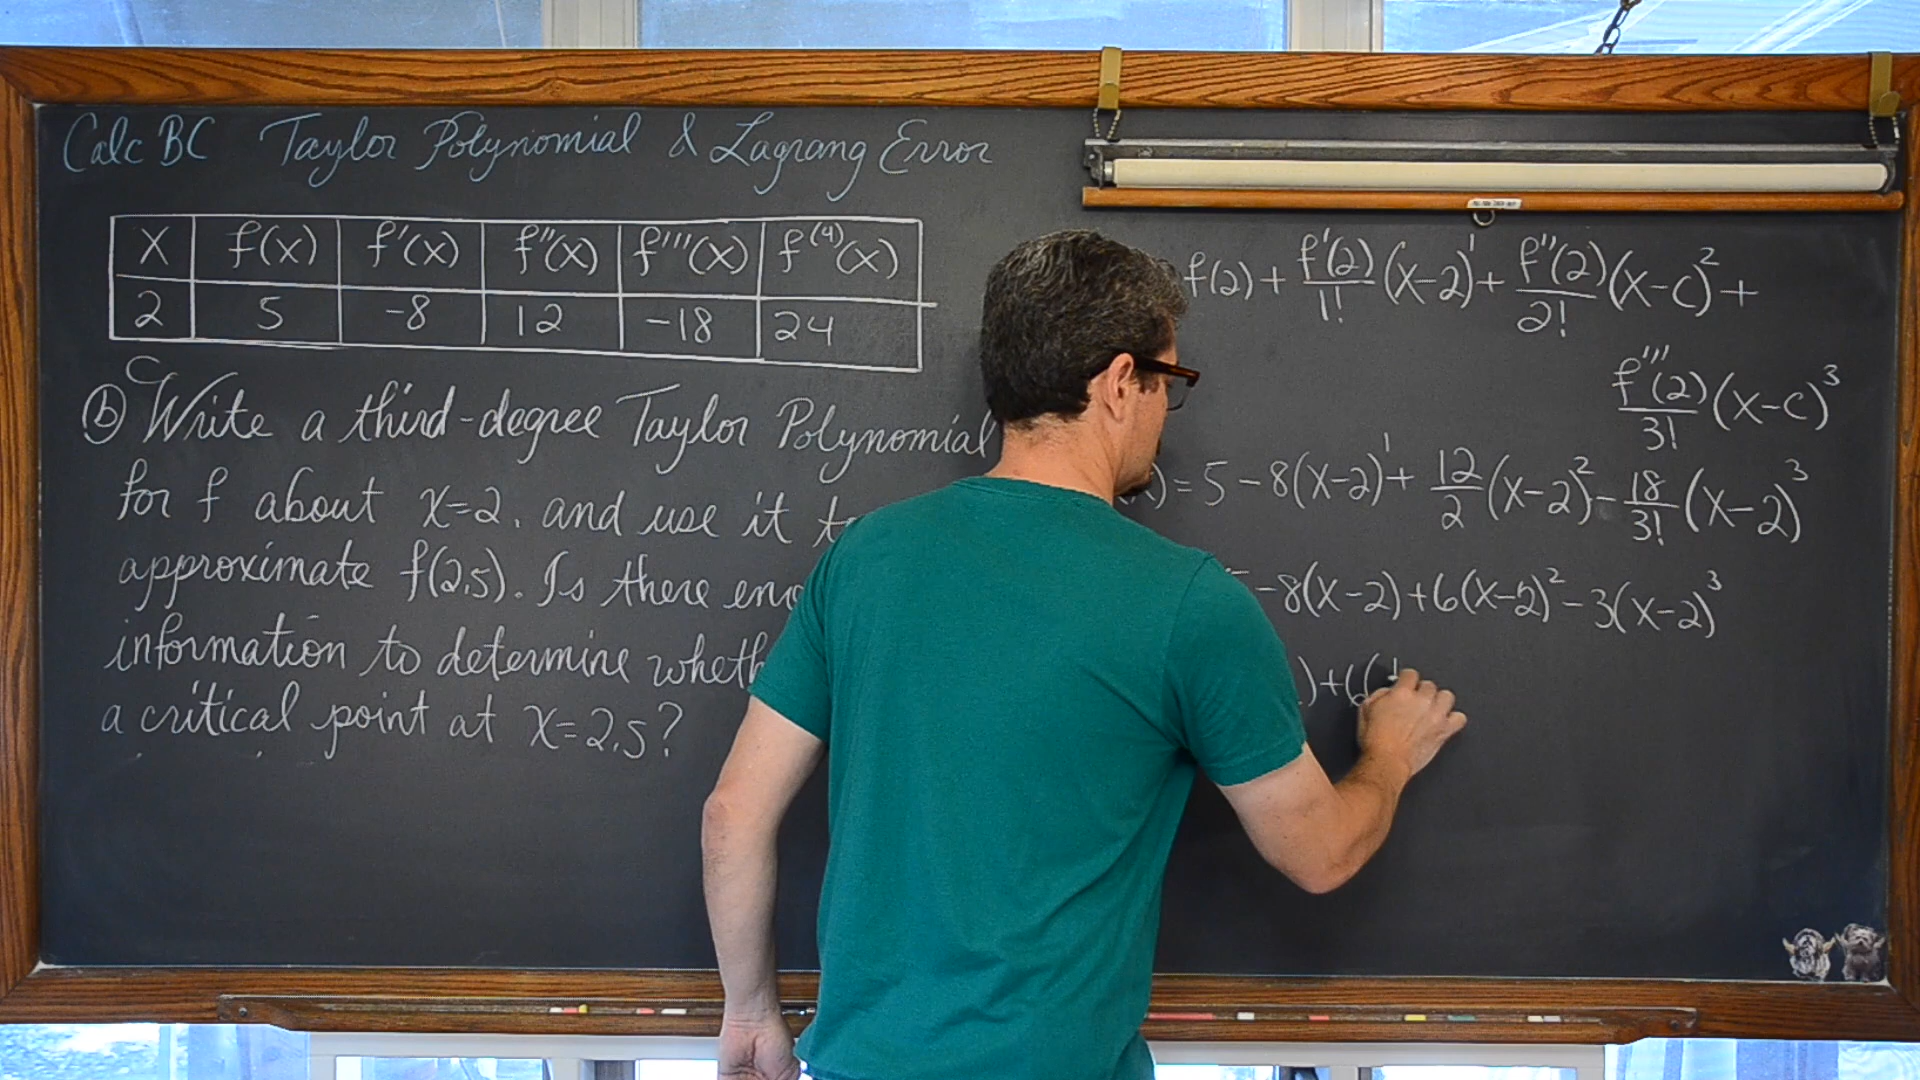 Calc BC Taylor Polynomial & Lagrang Error
x f(x) f'(x) f''(x) f'''(x) f⁽⁴⁾(x)
2 5 -8 12 -18 24
C
ⓑ Write a third-degree Taylor Polynomial
for f about x=2, and use it
approximate f(2.5). Is there
information to determine
a critical point at x=2.5?
f(2) + f'(2)/1! (x-2)¹ + f''(2)/2! (x-c)² +
f'''(2)/3! (x-c)³
) = 5 - 8(x-2)¹ + 12/2 (x-2)² - 18/3! (x-2)³
-8(x-2) + 6(x-2)² - 3(x-2)³
) + 6(